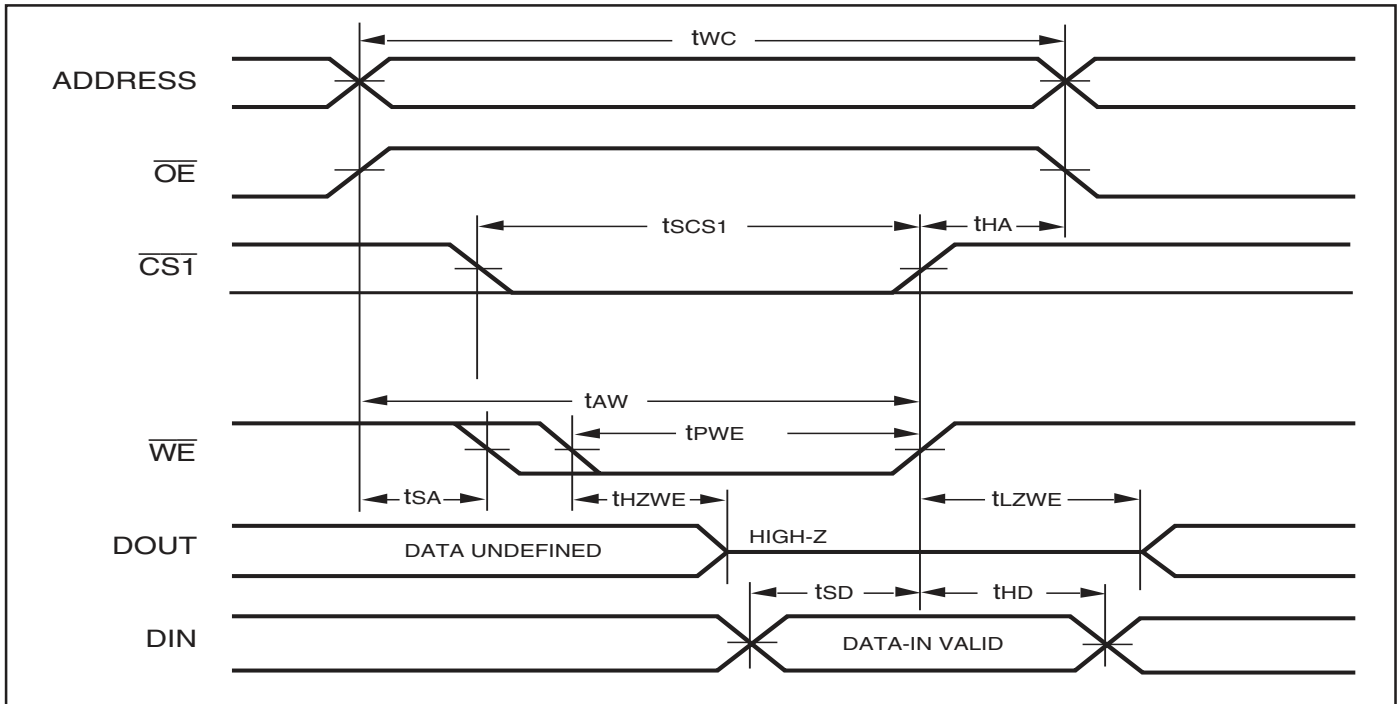 tWC
ADDRESS
OE
tSCS1
tHA
CS1
tAW
tPWE
WE
tSA
tHZWE
tLZWE
DOUT
DATA UNDEFINED
HIGH-Z
tSD
tHD
DIN
DATA-IN VALID